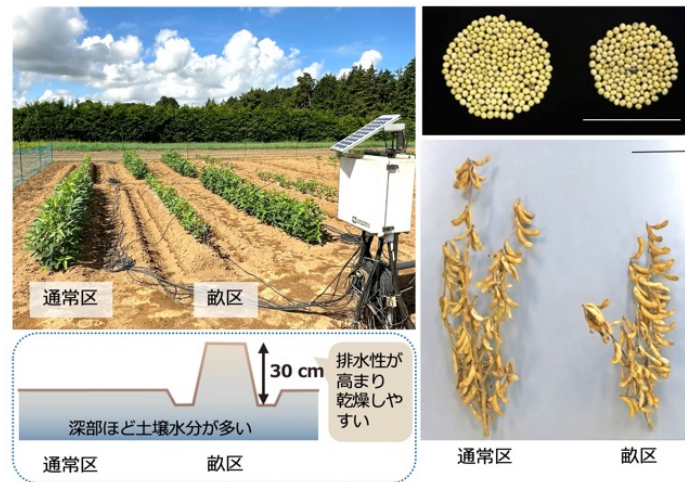 通常区
畝区
30 cm
排水性が
高まり
乾燥しや
すい
深部ほど土壌水分が多い
通常区
畝区
通常区
畝区